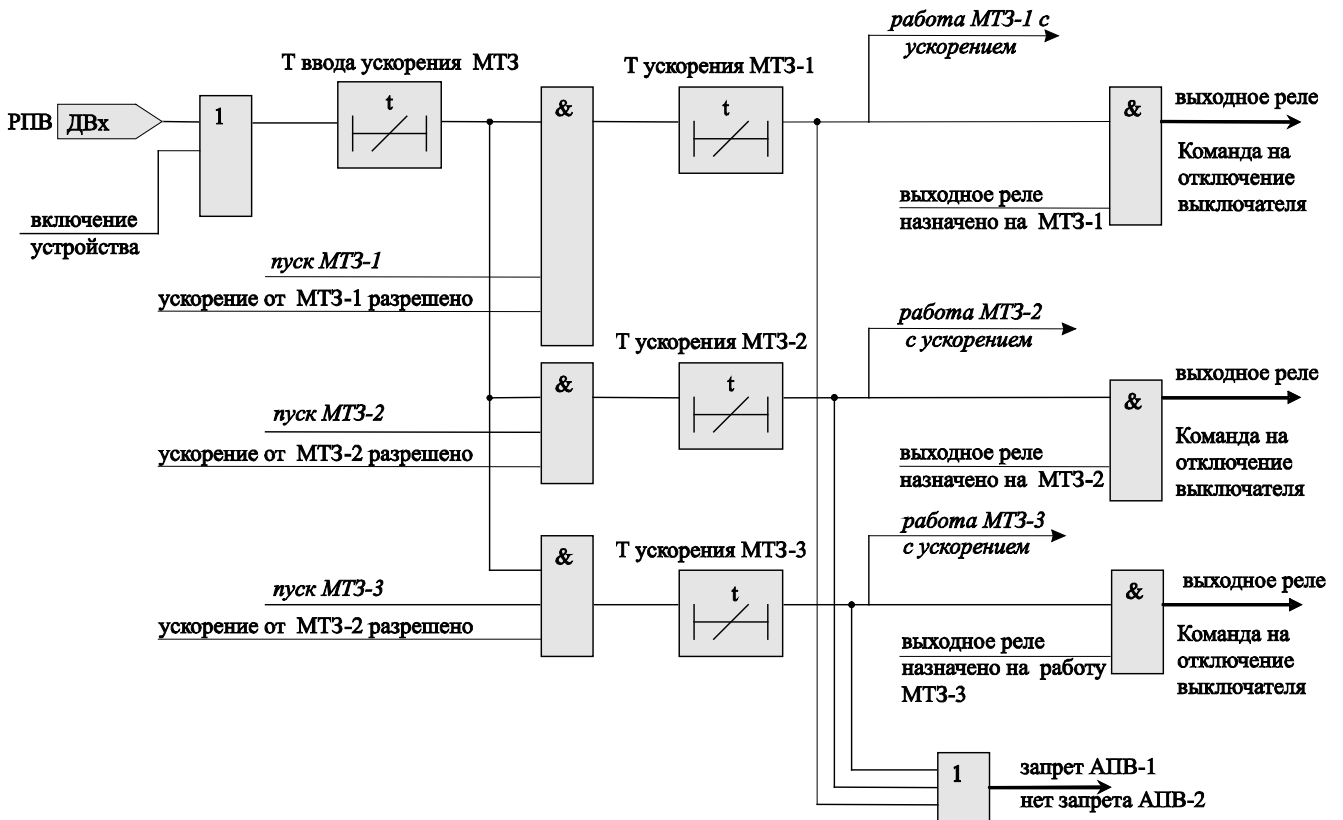 работа МТЗ-1 с
ускорением
Т ввода ускорения МТЗ
Т ускорения МТЗ-1
РПВ
ДВх
1
t
&
t
&
выходное реле
Команда на
отключение
выключателя
включение
устройства
выходное реле
назначено на МТЗ-1
пуск МТЗ-1
ускорение от МТЗ-1 разрешено
работа МТЗ-2
с ускорением
Т ускорения МТЗ-2
&
t
&
выходное реле
пуск МТЗ-2
ускорение от МТЗ-2 разрешено
выходное реле
назначено на МТЗ-2
Команда на
отключение
выключателя
работа МТЗ-3
с ускорением
Т ускорения МТЗ-3
&
t
&
выходное реле
пуск МТЗ-3
ускорение от МТЗ-2 разрешено
выходное реле
назначено на работу
МТЗ-3
Команда на
отключение
выключателя
1
запрет АПВ-1
нет запрета АПВ-2